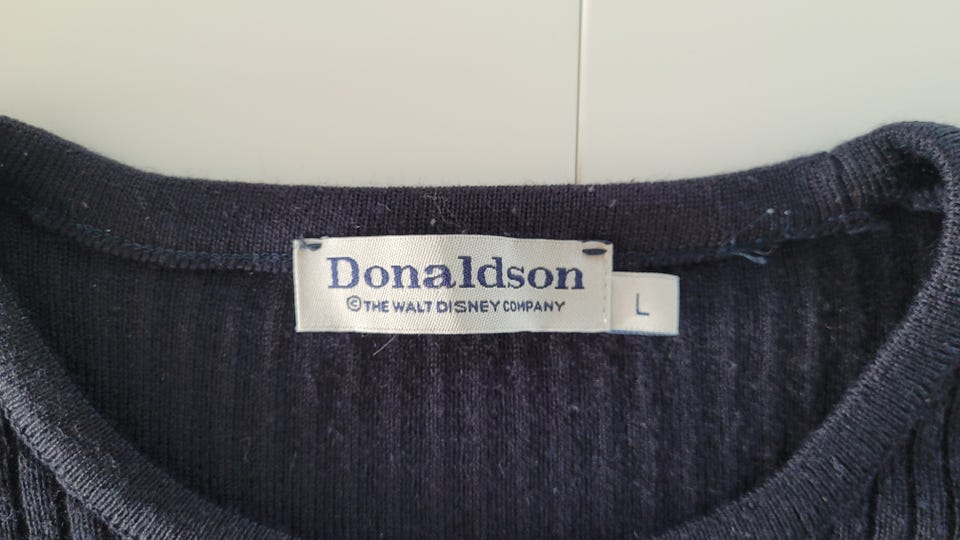 Donaldson
© THE WALT DISNEY COMPANY
L